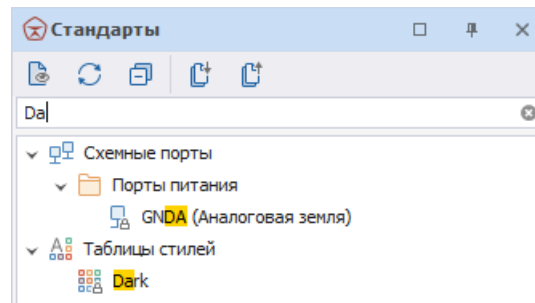 Стандарты
Da
Схемные порты
Порты питания
GNDA (Аналоговая земля)
Таблицы стилей
Dark